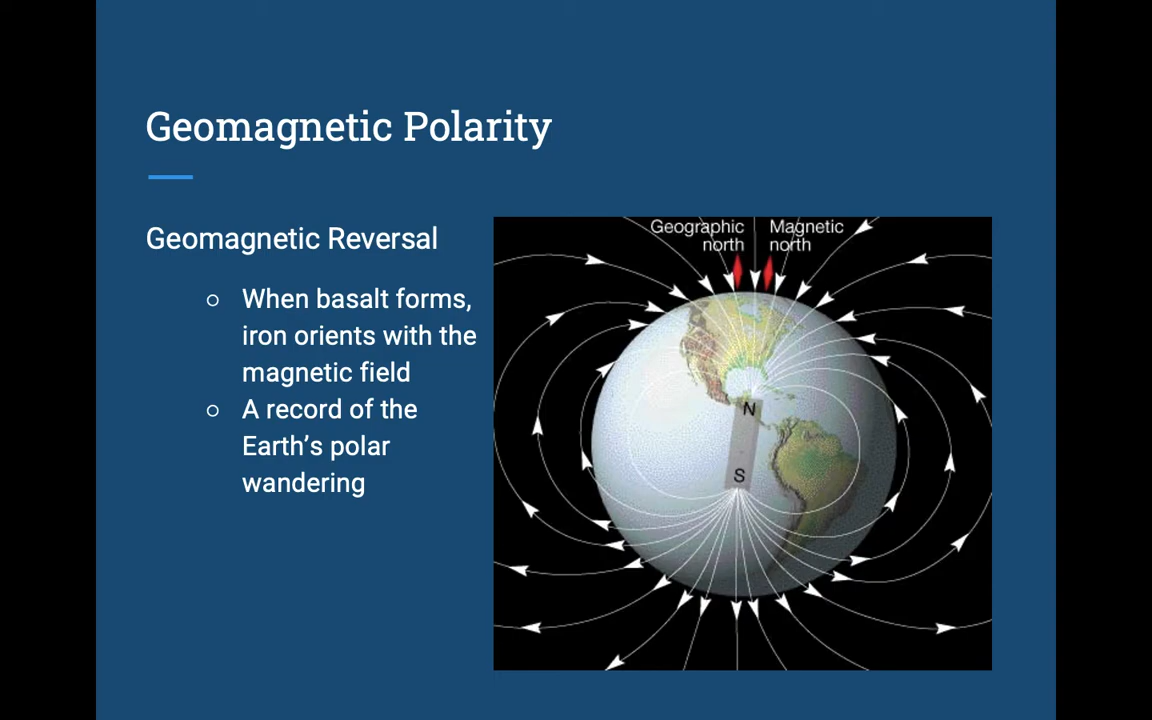 Geomagnetic Polarity
Geomagnetic Reversal
○ When basalt forms,
iron orients with the
magnetic field
○ A record of the
Earth’s polar
wandering
Geographic
north
Magnetic
north
N
S